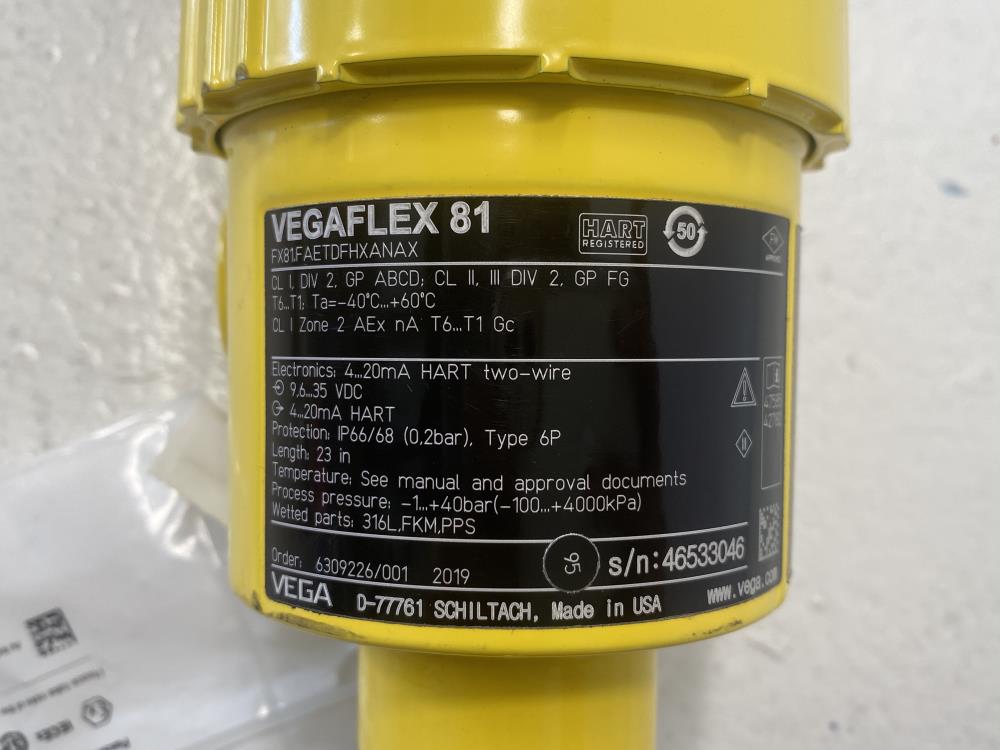 VEGAFLEX 81
HART
REGISTERED
50
FM
APPROVED
FX81.FAETDFHXANAX
CL I, DIV 2, GP ABCD; CL II, III DIV 2, GP FG
T6...T1; Ta=-40°C...+60°C
CL I Zone 2 AEx nA T6...T1 Gc
Electronics: 4...20mA HART two-wire
9,6...35 VDC
4...20mA HART
Protection: IP66/68 (0,2bar), Type 6P
Length: 23 in
Temperature: See manual and approval documents
Process pressure: -1...+40bar(-100...+4000kPa)
Wetted parts: 316L,FKM,PPS
Order: 6309226/001 2019
95
s/n:46533046
VEGA
D-77761 SCHILTACH, Made in USA
www.vega.com